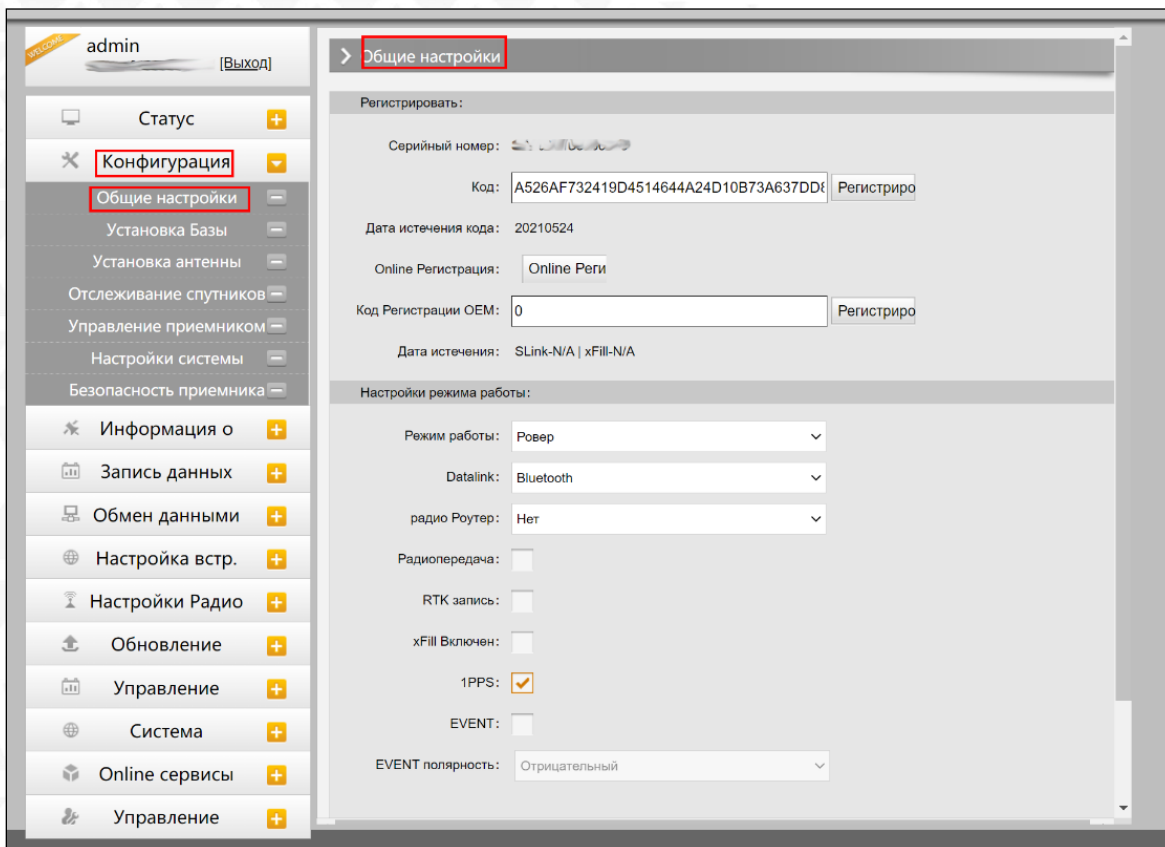 WELCOME
admin
[Выход]
Статус
Конфигурация
Общие настройки
Установка Базы
Установка антенны
Отслеживание спутников
Управление приемником
Настройки системы
Безопасность приемника
Информация о
Запись данных
Обмен данными
Настройка встр.
Настройки Радио
Обновление
Управление
Система
Online сервисы
Управление
Общие настройки
Регистрировать:
Серийный номер:
Код: A526AF732419D4514644A24D10B73A637DD8 Регистриро
Дата истечения кода: 20210524
Online Регистрация: Online Реги
Код Регистрации OEM: 0 Регистриро
Дата истечения: SLink-N/A | xFill-N/A
Настройки режима работы:
Режим работы: Ровер
Datalink: Bluetooth
радио Роутер: Нет
Радиопередача:
RTK запись:
xFill Включен:
1PPS:
EVENT:
EVENT полярность: Отрицательный